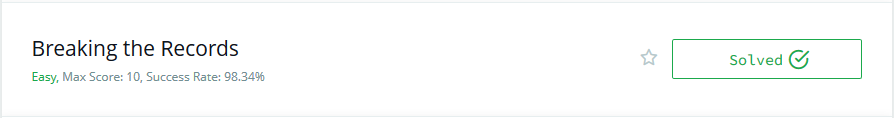 Breaking the Records
Solved
Easy, Max Score: 10, Success Rate: 98.34%